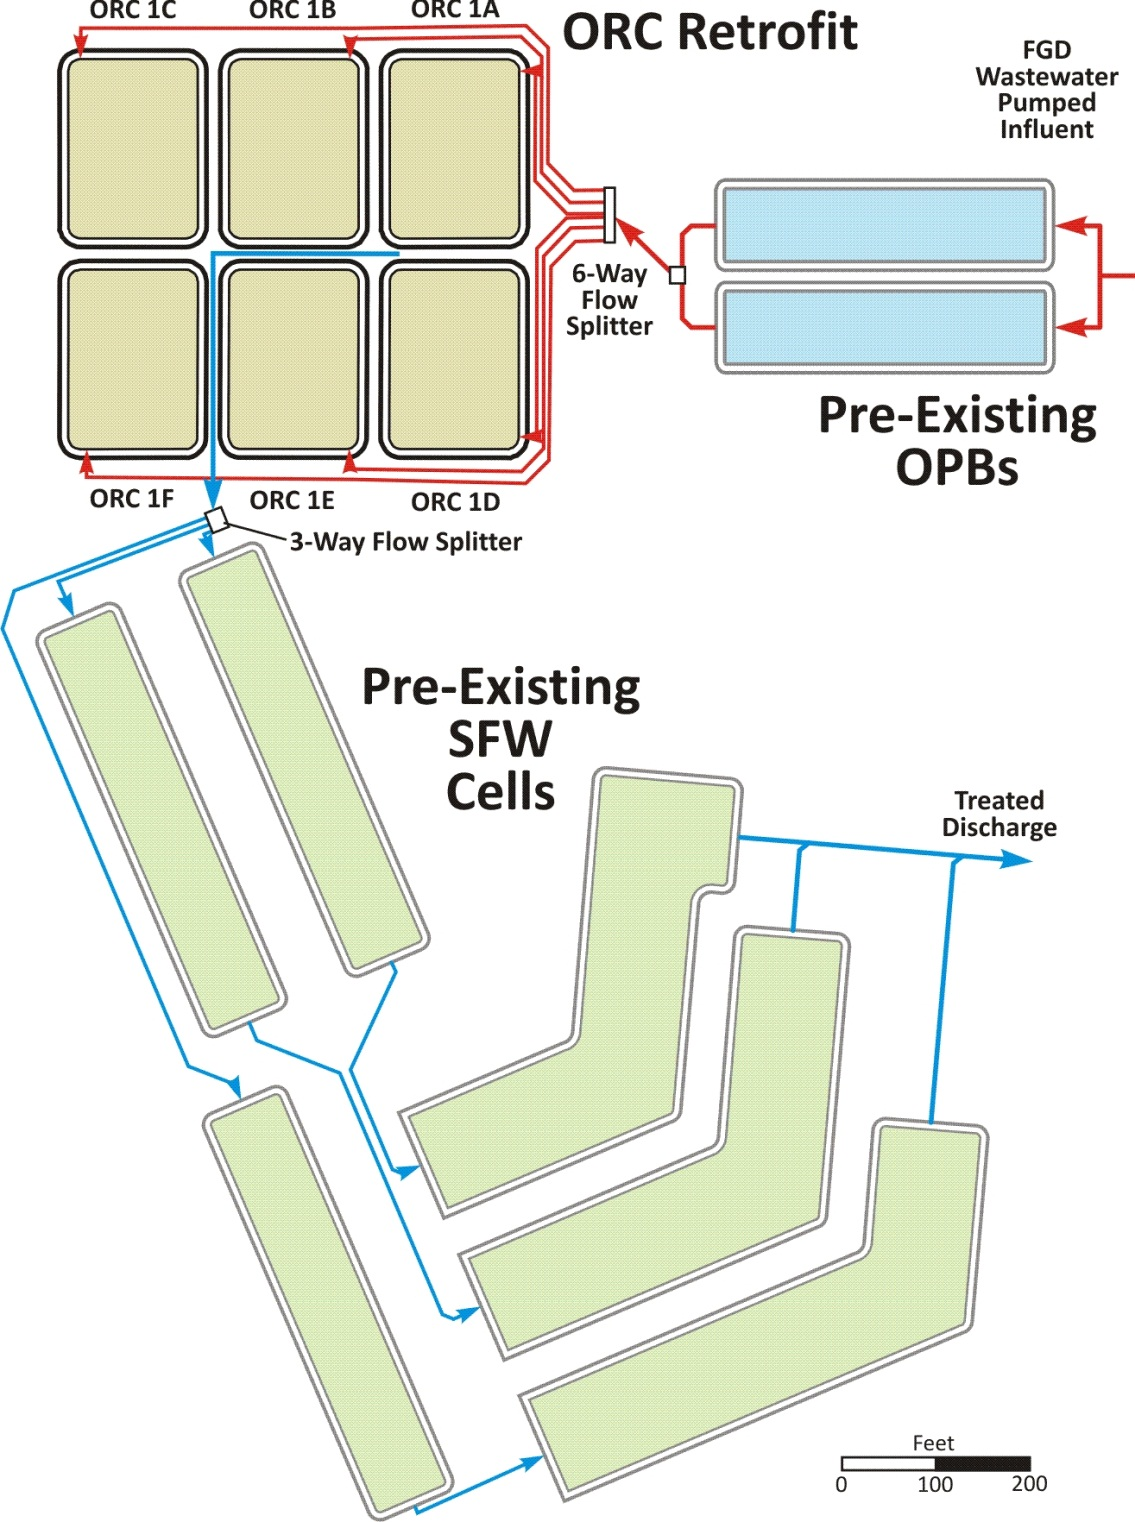 ORC 1C
ORC 1B
ORC 1A
ORC Retrofit
FGD
Wastewater
Pumped
Influent
6-Way
Flow
Splitter
Pre-Existing
OPBs
ORC 1F
ORC 1E
ORC 1D
3-Way Flow Splitter
Pre-Existing
SFW
Cells
Treated
Discharge
Feet
0 100 200